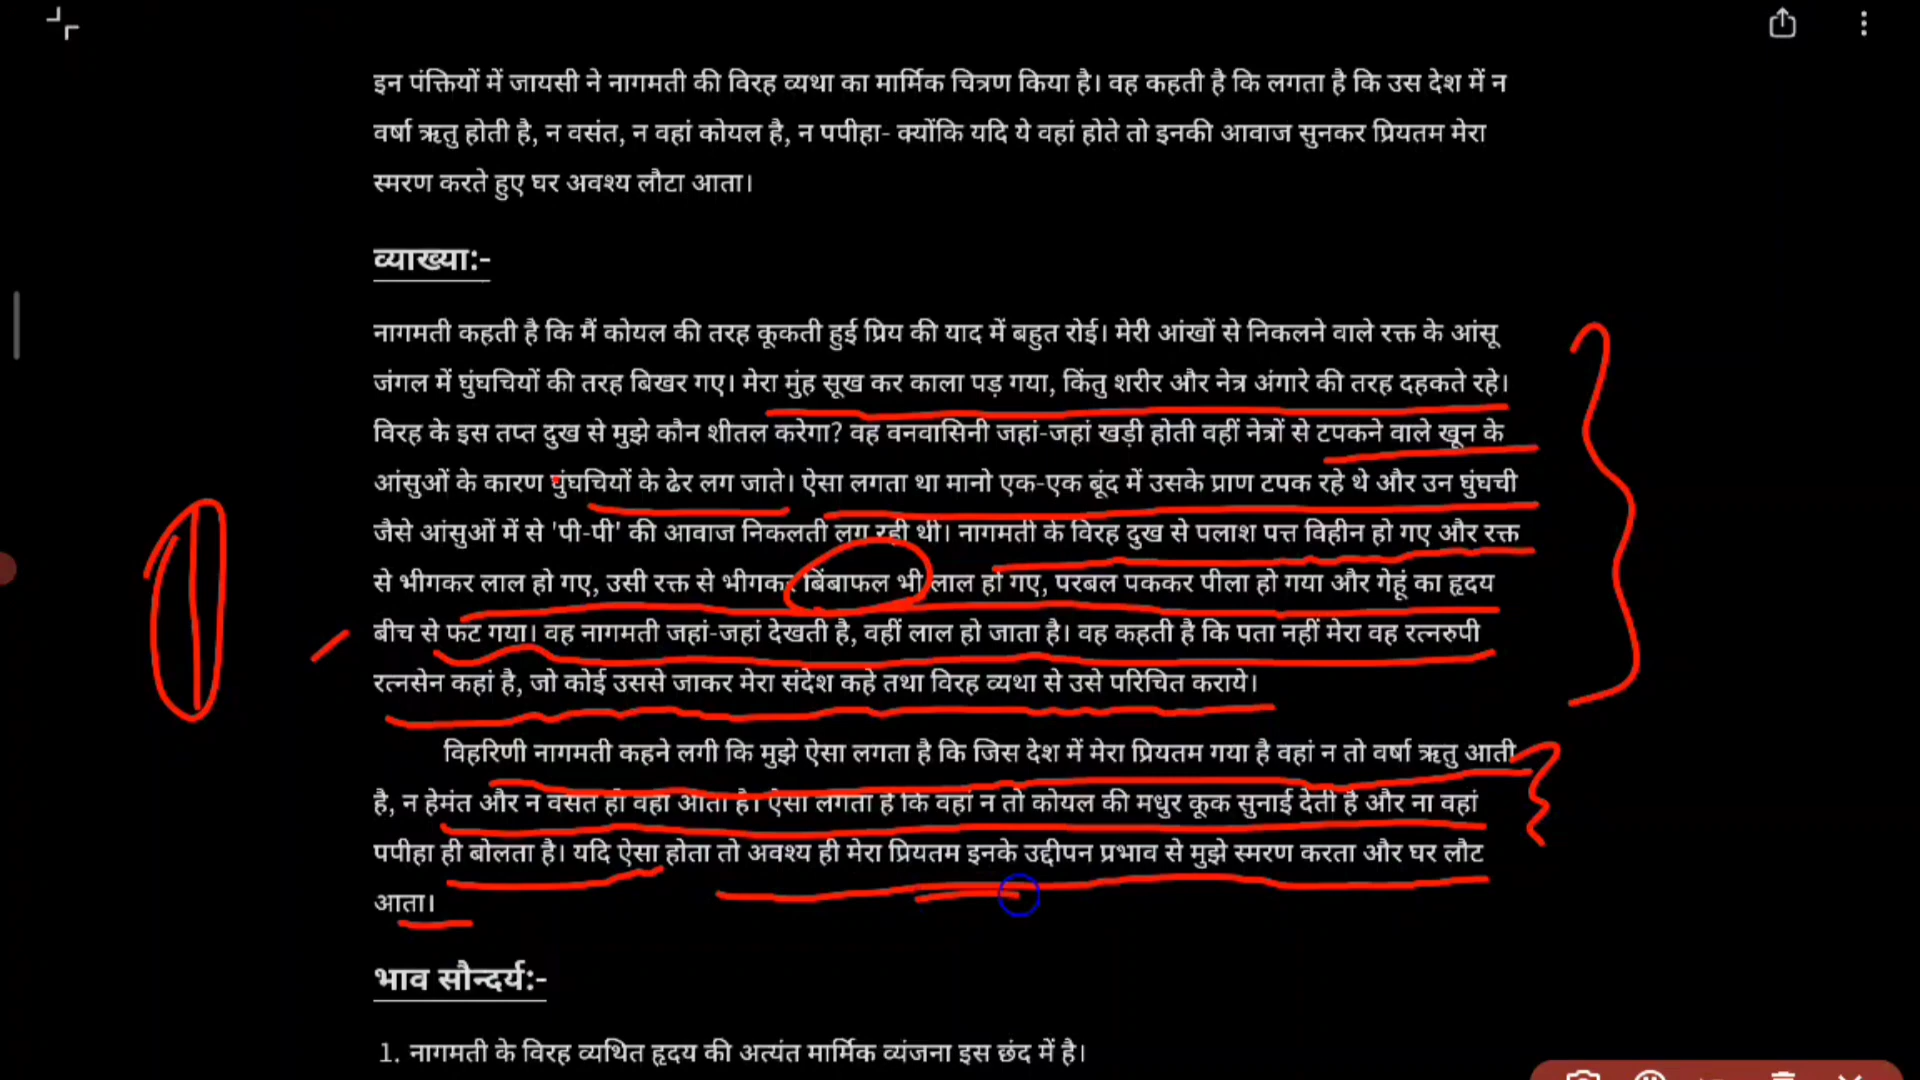 इन पंक्तियों में जायसी ने नागमती की विरह व्यथा का मार्मिक चित्रण किया है। वह कहती है कि लगता है कि उस देश में न
वर्षा ऋतु होती है, न वसंत, न वहां कोयल है, न पपीहा- क्योंकि यदि ये वहां होते तो इनकी आवाज सुनकर प्रियतम मेरा
स्मरण करते हुए घर अवश्य लौटा आता।
व्याख्या:-
नागमती कहती है कि मैं कोयल की तरह कूकती हुई प्रिय की याद में बहुत रोई। मेरी आंखों से निकलने वाले रक्त के आंसू
जंगल में घुंघचियों की तरह बिखर गए। मेरा मुंह सूख कर काला पड़ गया, किंतु शरीर और नेत्र अंगारे की तरह दहकते रहे।
विरह के इस तप्त दुख से मुझे कौन शीतल करेगा? वह वनवासिनी जहां-जहां खड़ी होती वहीं नेत्रों से टपकने वाले खून के
आंसुओं के कारण घुंघचियों के ढेर लग जाते। ऐसा लगता था मानो एक-एक बूंद में उसके प्राण टपक रहे थे और उन घुंघची
जैसे आंसुओं में से 'पी-पी' की आवाज निकलती लग रही थी। नागमती के विरह दुख से पलाश पत्त विहीन हो गए और रक्त
से भीगकर लाल हो गए, उसी रक्त से भीगकर बिंबाफल भी लाल हो गए, परबल पककर पीला हो गया और गेहूं का हृदय
बीच से फट गया। वह नागमती जहां-जहां देखती है, वहीं लाल हो जाता है। वह कहती है कि पता नहीं मेरा वह रत्नरुपी
रत्नसेन कहां है, जो कोई उससे जाकर मेरा संदेश कहे तथा विरह व्यथा से उसे परिचित कराये।
विहरिणी नागमती कहने लगी कि मुझे ऐसा लगता है कि जिस देश में मेरा प्रियतम गया है वहां न तो वर्षा ऋतु आती
है, न हेमंत और न वसंत ही वहां आता है। ऐसा लगता है कि वहां न तो कोयल की मधुर कूक सुनाई देती है और ना वहां
पपीहा ही बोलता है। यदि ऐसा होता तो अवश्य ही मेरा प्रियतम इनके उद्दीपन प्रभाव से मुझे स्मरण करता और घर लौट
आता।
भाव सौन्दर्य:-
1. नागमती के विरह व्यथित हृदय की अत्यंत मार्मिक व्यंजना इस छंद में है।